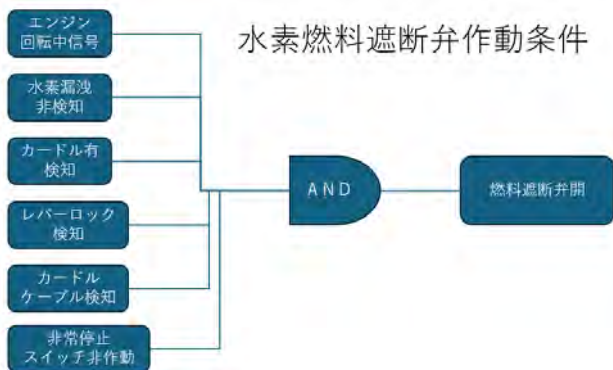 水素燃料遮断弁作動条件
エンジン
回転中信号
水素漏洩
非検知
カードル有
検知
レバーロック
検知
カードル
ケーブル検知
非常停止
スイッチ非作動
AND
燃料遮断弁開